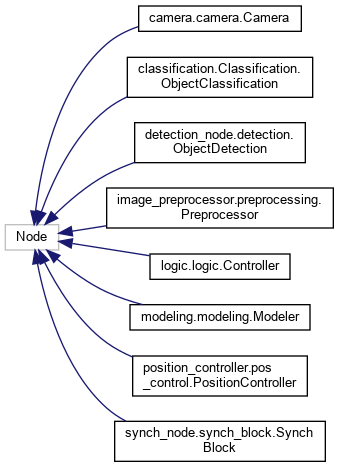 camera.camera.Camera
classification.Classification.
ObjectClassification
detection_node.detection.
ObjectDetection
image_preprocessor.preprocessing.
Preprocessor
Node
logic.logic.Controller
modeling.modeling.Modeler
position_controller.pos
_control.PositionController
synch_node.synch_block.Synch
Block